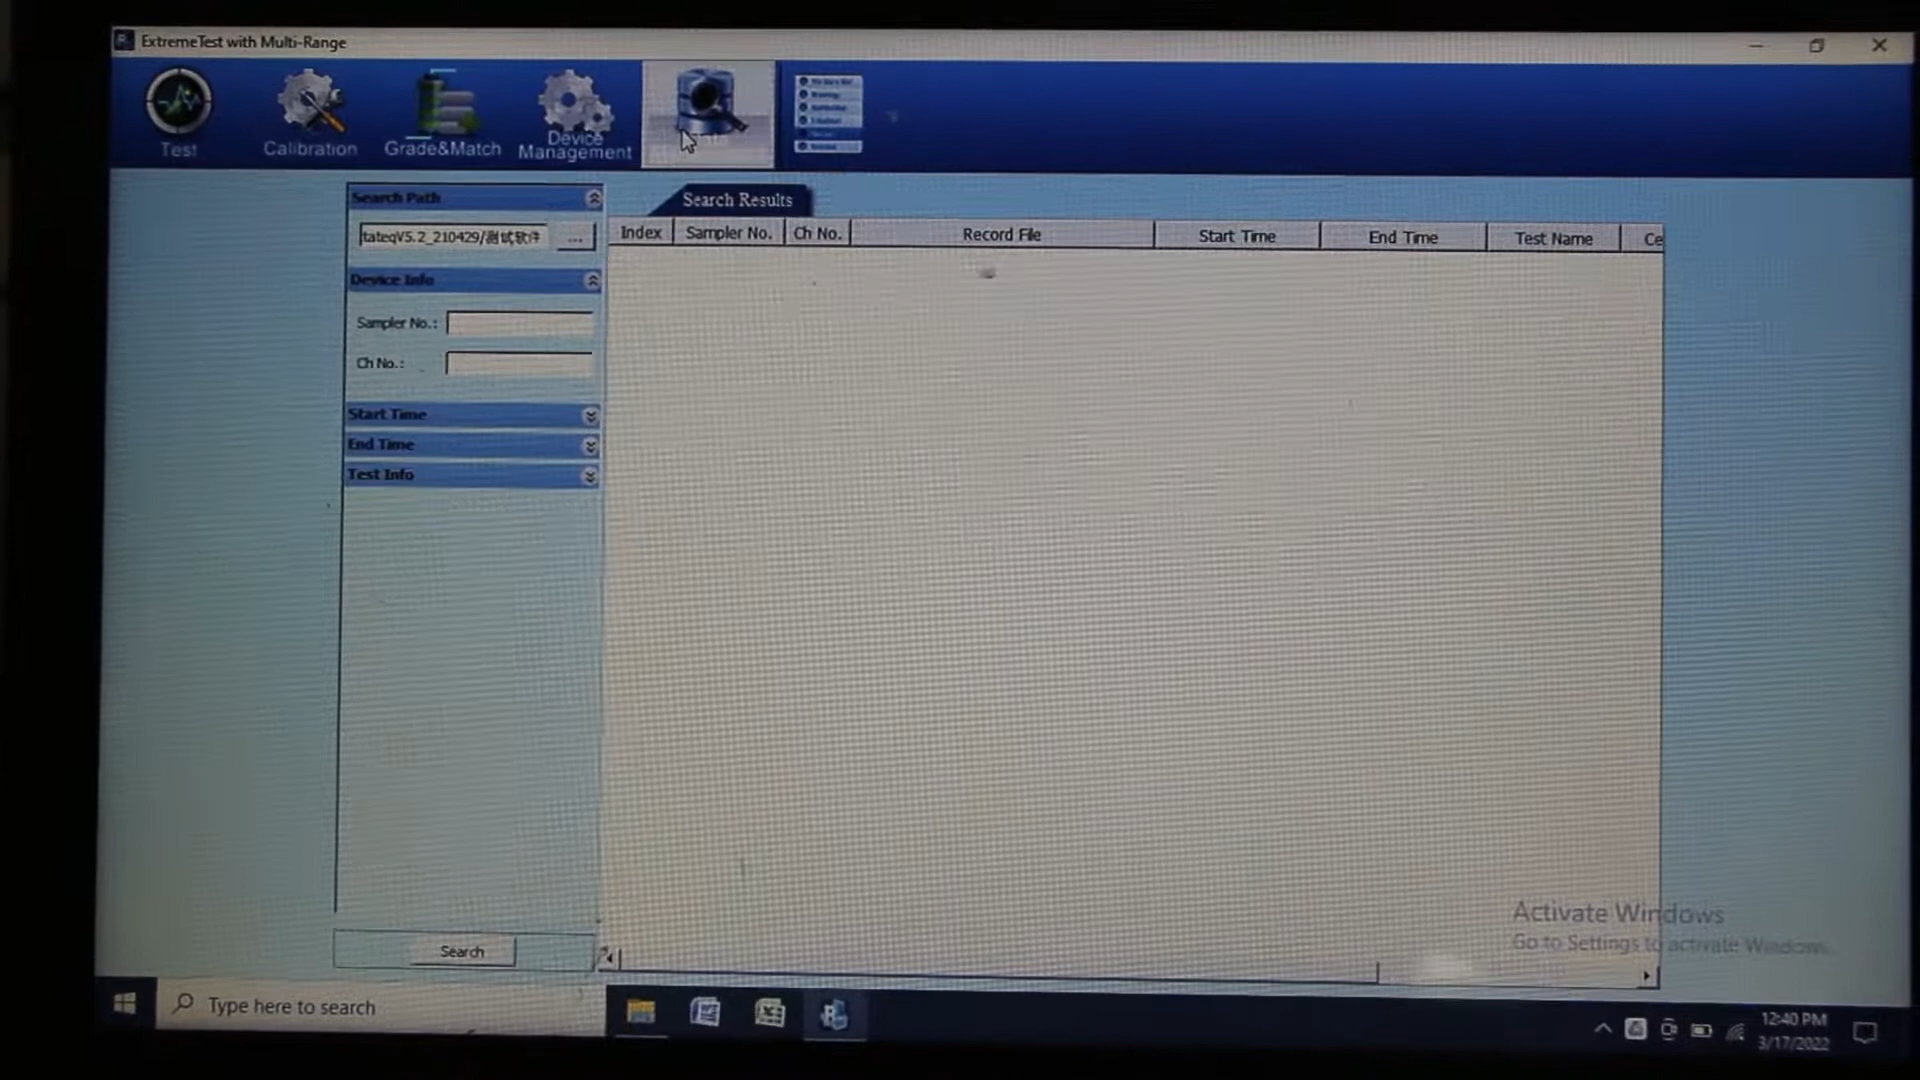 ExtremeTest with Multi-Range
Test
Calibration
Grade&Match
Device
Management
Search Path
tateqV5.2_210429/测试软件
...
Device Info
Sampler No.:
Ch No.:
Start Time
End Time
Test Info
Search
Search Results
Index Sampler No. Ch No. Record File Start Time End Time Test Name Ce
Activate Windows
Go to Settings to activate Windows.
Type here to search
12:40 PM
3/17/2022